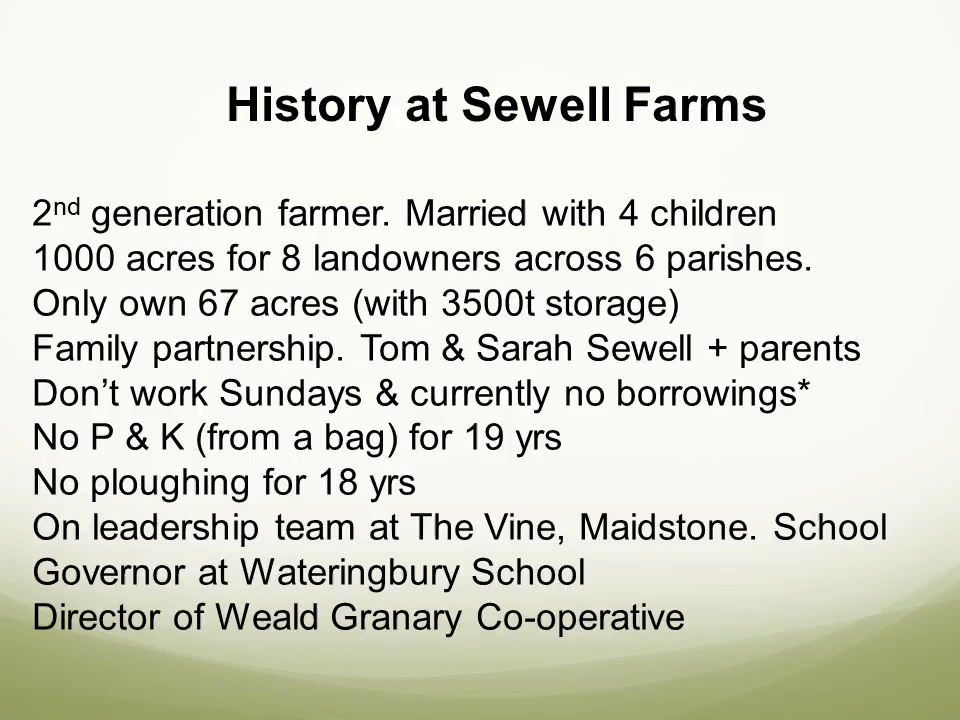 History at Sewell Farms
2nd generation farmer. Married with 4 children
1000 acres for 8 landowners across 6 parishes.
Only own 67 acres (with 3500t storage)
Family partnership. Tom & Sarah Sewell + parents
Don’t work Sundays & currently no borrowings*
No P & K (from a bag) for 19 yrs
No ploughing for 18 yrs
On leadership team at The Vine, Maidstone. School
Governor at Wateringbury School
Director of Weald Granary Co-operative